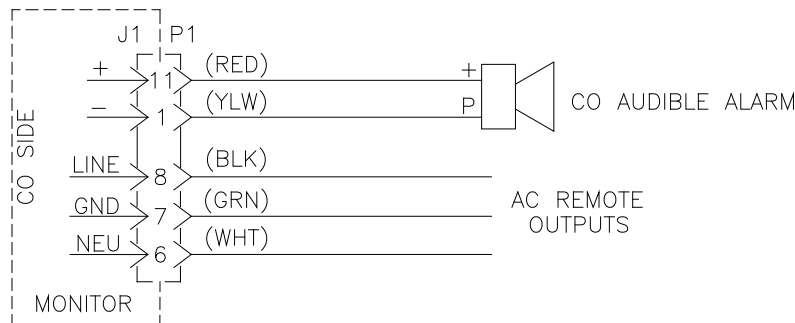 J1 P1
+ 11 (RED) +
− 1 (YLW) P
CO AUDIBLE ALARM
CO SIDE
LINE 8 (BLK)
GND 7 (GRN)
NEU 6 (WHT)
AC REMOTE
OUTPUTS
MONITOR